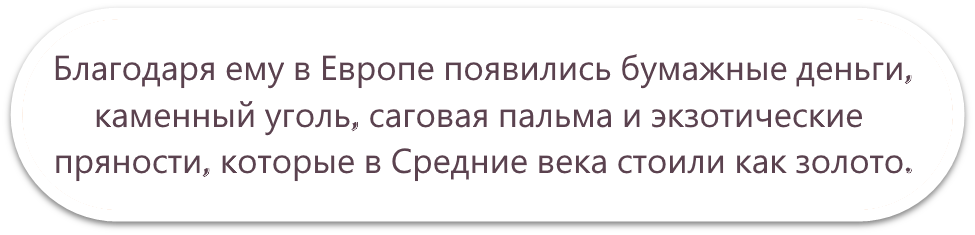 Благодаря ему в Европе появились бумажные деньги,
каменный уголь, саговая пальма и экзотические
пряности, которые в Средние века стоили как золото.